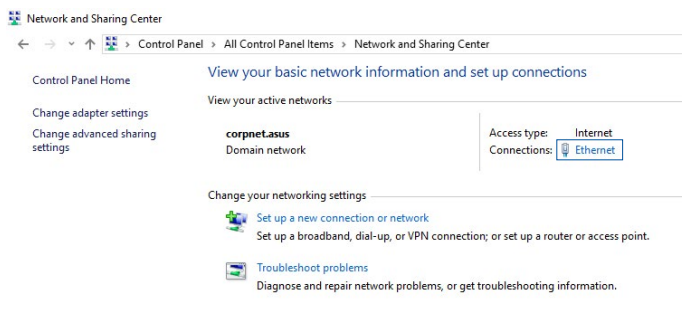 Network and Sharing Center
Control Panel > All Control Panel Items > Network and Sharing Center
Control Panel Home
Change adapter settings
Change advanced sharing
settings
View your basic network information and set up connections
View your active networks
corpnet.asus
Domain network
Access type: Internet
Connections: Ethernet
Change your networking settings
Set up a new connection or network
Set up a broadband, dial-up, or VPN connection; or set up a router or access point.
Troubleshoot problems
Diagnose and repair network problems, or get troubleshooting information.